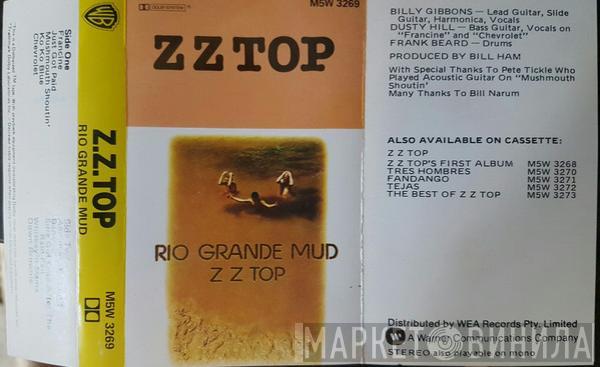 Side One
Francine
Just Got Paid
Mushmouth Shoutin'
Ko Ko Blue
Chevrolet
Z.Z.TOP
RIO GRANDE MUD
M5W 3269
DOLBY SYSTEM
M5W 3269
ZZTOP
RIO GRANDE MUD
Z Z TOP
BILLY GIBBONS — Lead Guitar, Slide
Guitar, Harmonica, Vocals
DUSTY HILL — Bass Guitar, Vocals on
"Francine" and "Chevrolet"
FRANK BEARD — Drums
PRODUCED BY BILL HAM
With Special Thanks To Pete Tickle Who
Played Acoustic Guitar On "Mushmouth
Shoutin'
Many Thanks To Bill Narum
ALSO AVAILABLE ON CASSETTE:
Z Z TOP
Z Z TOP'S FIRST ALBUM M5W 3268
TRES HOMBRES M5W 3270
FANDANGO M5W 3271
TEJAS M5W 3272
THE BEST OF Z Z TOP M5W 3273
Distributed by WEA Records Pty. Limited
A Warner Communications Company
STEREO also playable on mono
МАРКЕТ ВИНИЛА